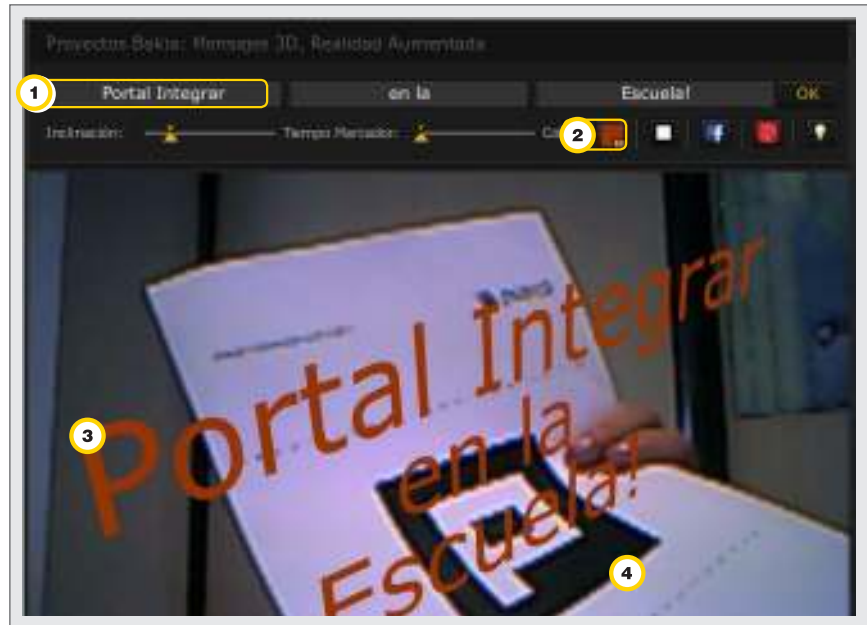 Proyectos Bakia: Mensajes 3D, Realidad Aumentada
1 Portal Integrar en la Escuela! OK
Inclinación: Tiempo Marcador: 2
Portal Integrar
3
en la
Escuela!
4